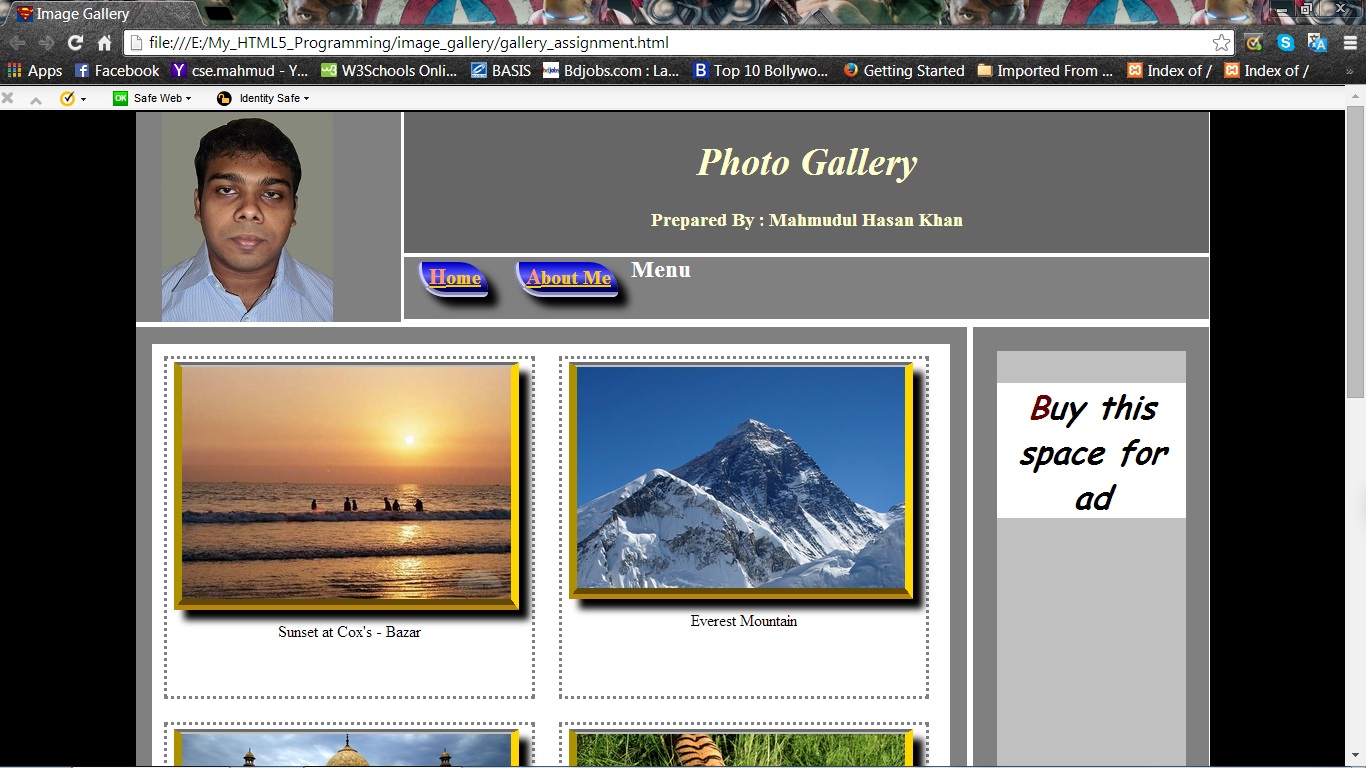 Image Gallery
file:///E:/My_HTML5_Programming/image_gallery/gallery_assignment.html
Apps Facebook cse.mahmud - Y... W3Schools Onli... BASIS Bdjobs.com : La... Top 10 Bollywo... Getting Started Imported From ... Index of / Index of / »
OK Safe Web Identity Safe
Photo Gallery
Prepared By : Mahmudul Hasan Khan
Home About Me Menu
Sunset at Cox's - Bazar
Everest Mountain
Buy this
space for
ad